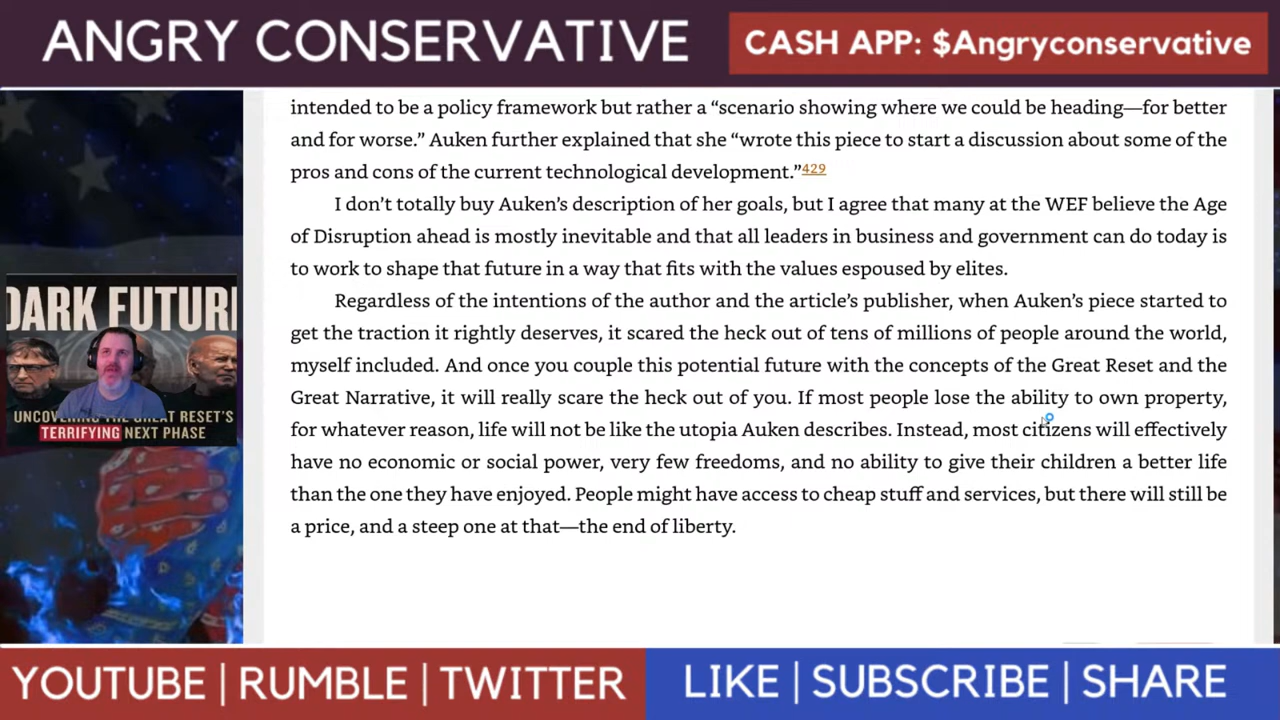 ANGRY CONSERVATIVE
CASH APP: $Angryconservative
intended to be a policy framework but rather a “scenario showing where we could be heading—for better
and for worse.” Auken further explained that she “wrote this piece to start a discussion about some of the
pros and cons of the current technological development.”429
I don’t totally buy Auken’s description of her goals, but I agree that many at the WEF believe the Age
of Disruption ahead is mostly inevitable and that all leaders in business and government can do today is
to work to shape that future in a way that fits with the values espoused by elites.
Regardless of the intentions of the author and the article’s publisher, when Auken’s piece started to
get the traction it rightly deserves, it scared the heck out of tens of millions of people around the world,
myself included. And once you couple this potential future with the concepts of the Great Reset and the
Great Narrative, it will really scare the heck out of you. If most people lose the ability to own property,
for whatever reason, life will not be like the utopia Auken describes. Instead, most citizens will effectively
have no economic or social power, very few freedoms, and no ability to give their children a better life
than the one they have enjoyed. People might have access to cheap stuff and services, but there will still be
a price, and a steep one at that—the end of liberty.
DARK FUTUR
UNCOV THE GREAT RESET’S
TERRIFYING NEXT PHASE
YOUTUBE | RUMBLE | TWITTER
LIKE | SUBSCRIBE | SHARE